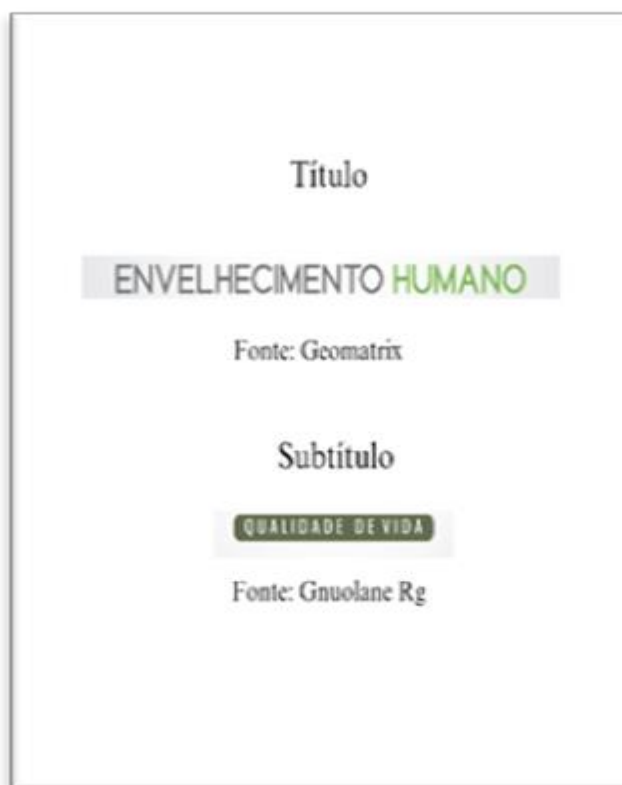 Título
ENVELHECIMENTO HUMANO
Fonte: Geomatrix
Subtítulo
QUALIDADE DE VIDA
Fonte: Gnuolane Rg